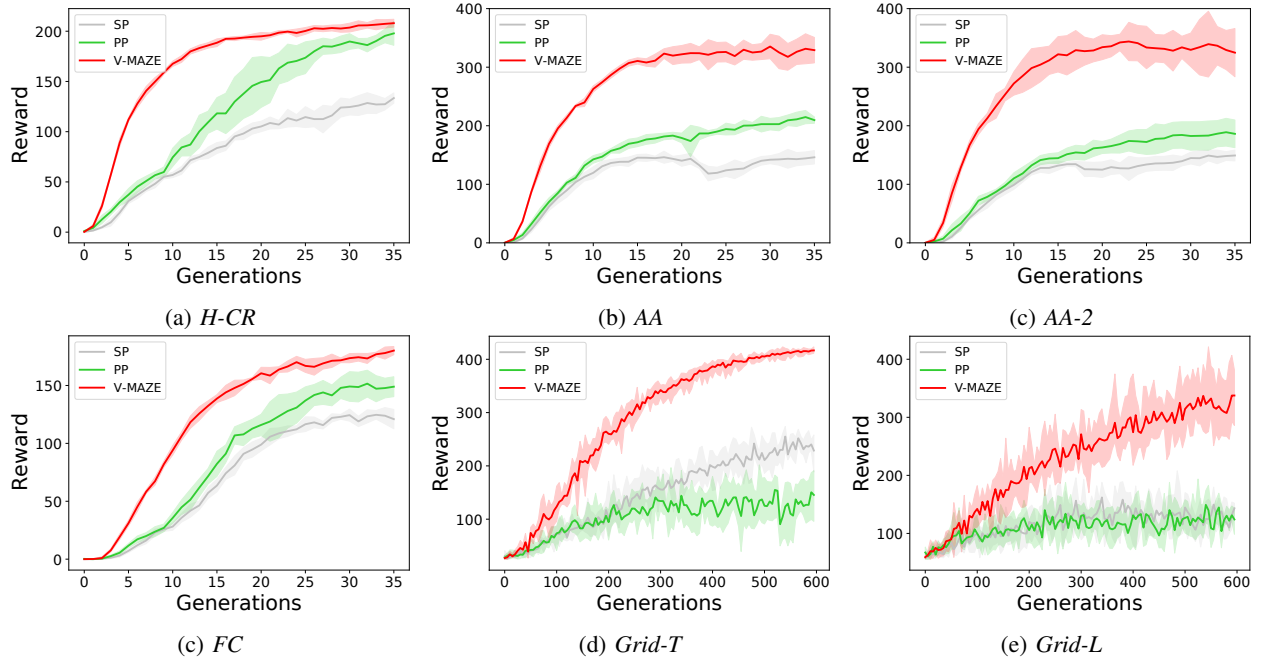 SP
PP
V-MAZE
Reward
200
150
100
50
0
0 5 10 15 20 25 30 35
Generations
(a) H-CR
SP
PP
V-MAZE
Reward
400
300
200
100
0
0 5 10 15 20 25 30 35
Generations
(b) AA
SP
PP
V-MAZE
Reward
400
300
200
100
0
0 5 10 15 20 25 30 35
Generations
(c) AA-2
SP
PP
V-MAZE
Reward
150
100
50
0
0 5 10 15 20 25 30 35
Generations
(c) FC
SP
PP
V-MAZE
Reward
400
300
200
100
0 100 200 300 400 500 600
Generations
(d) Grid-T
SP
PP
V-MAZE
Reward
400
300
200
100
0 100 200 300 400 500 600
Generations
(e) Grid-L